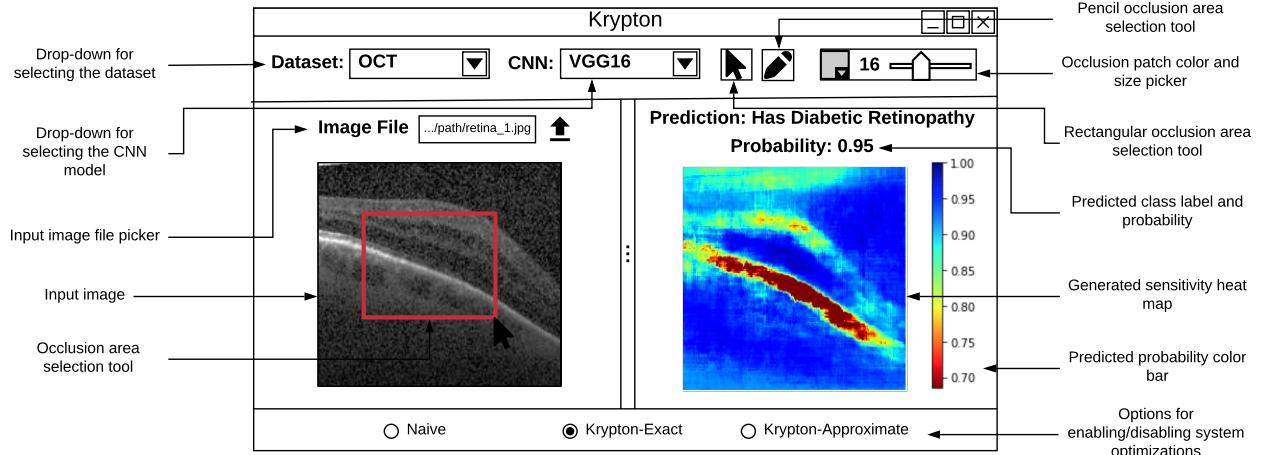 Krypton
Pencil occlusion area
selection tool
Drop-down for
selecting the dataset
Dataset: OCT CNN: VGG16 16
Occlusion patch color and
size picker
Drop-down for
selecting the CNN
model
Image File .../path/retina_1.jpg
Prediction: Has Diabetic Retinopathy
Probability: 0.95
Rectangular occlusion area
selection tool
1.00
0.95
0.90
0.85
0.80
0.75
0.70
Predicted class label and
probability
Input image file picker
Input image
Generated sensitivity heat
map
Occlusion area
selection tool
Predicted probability color
bar
Naive Krypton-Exact Krypton-Approximate
Options for
enabling/disabling system
optimizations